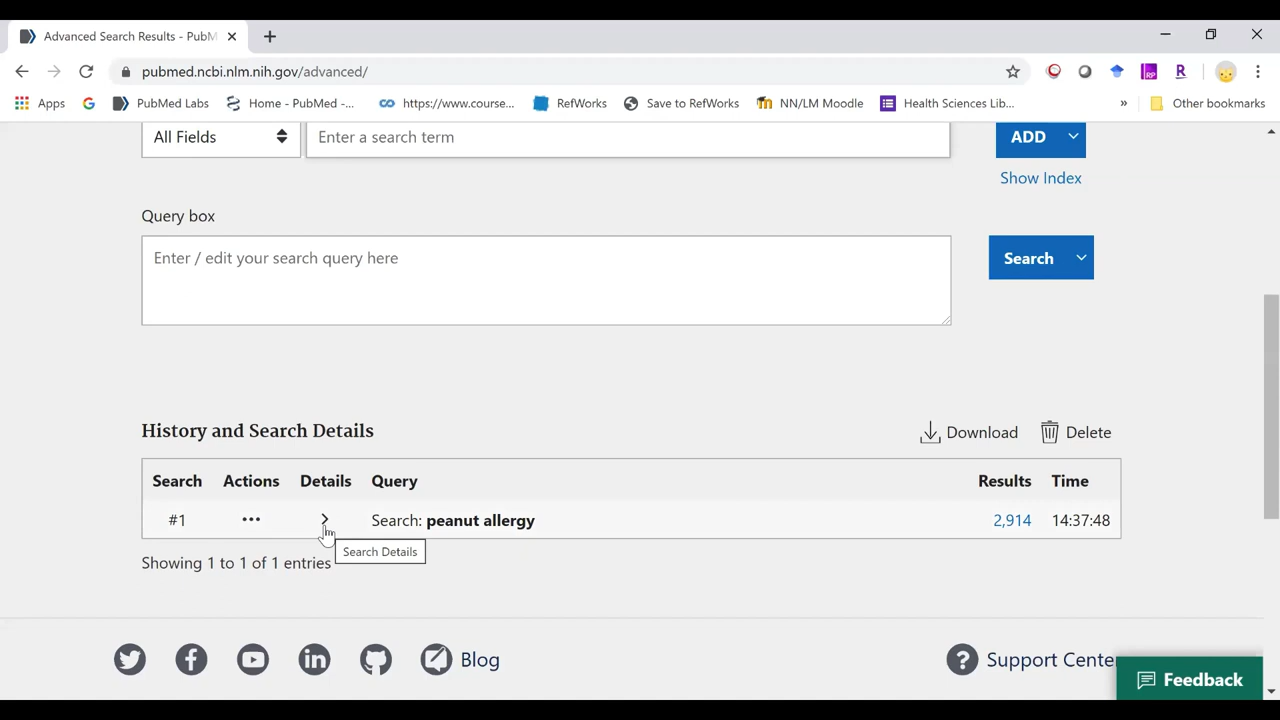 Advanced Search Results - PubM
pubmed.ncbi.nlm.nih.gov/advanced/
Apps
PubMed Labs
Home - PubMed -...
https://www.course...
RefWorks
Save to RefWorks
NN/LM Moodle
Health Sciences Lib...
»
Other bookmarks
All Fields
Enter a search term
ADD
Show Index
Query box
Enter / edit your search query here
Search
History and Search Details
Download
Delete
Search Actions Details Query Results Time
#1 ••• Search: peanut allergy 2,914 14:37:48
Search Details
Showing 1 to 1 of 1 entries
Blog
Support Cente
Feedback